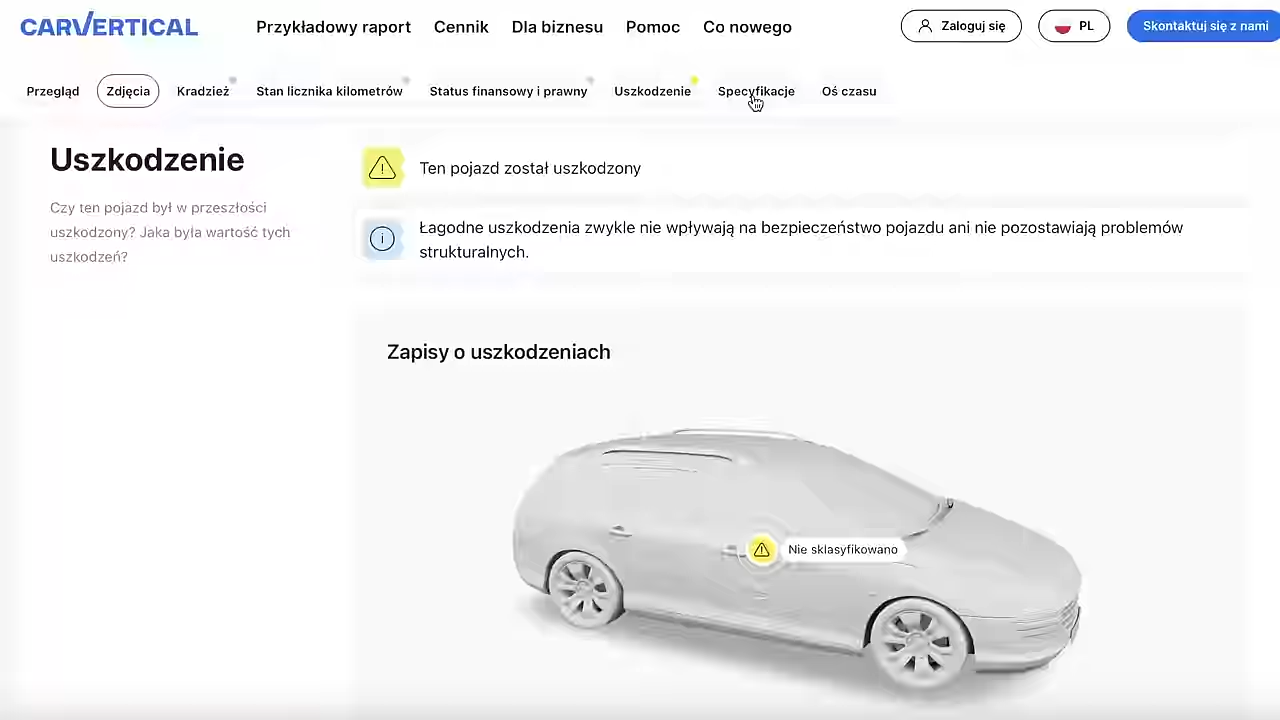 CARVERTICAL
Przykładowy raport
Cennik
Dla biznesu
Pomoc
Co nowego
Zaloguj się
PL
Skontaktuj się z nami
Przegląd
Zdjęcia
Kradzież
Stan licznika kilometrów
Status finansowy i prawny
Uszkodzenie
Specyfikacje
Oś czasu
Uszkodzenie
Czy ten pojazd był w przeszłości
uszkodzony? Jaka była wartość tych
uszkodzeń?
Ten pojazd został uszkodzony
Łagodne uszkodzenia zwykle nie wpływają na bezpieczeństwo pojazdu ani nie pozostawiają problemów
strukturalnych.
Zapisy o uszkodzeniach
Nie sklasyfikowano